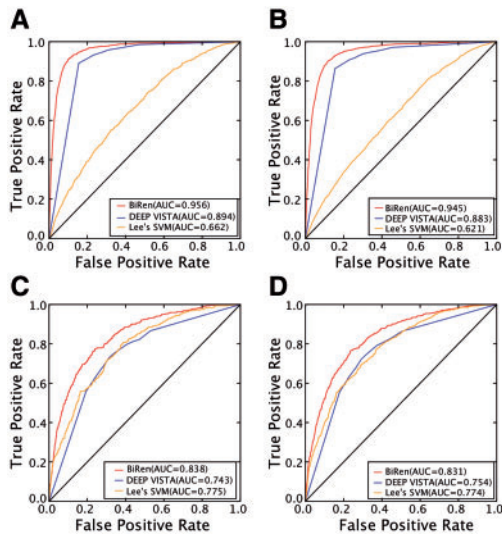 A
1.0
0.8
0.6
0.4
0.2
0.0
0.0 0.2 0.4 0.6 0.8 1.0
True Positive Rate
False Positive Rate
BiRen(AUC=0.956)
DEEP VISTA(AUC=0.894)
Lee's SVM(AUC=0.662)
B
1.0
0.8
0.6
0.4
0.2
0.0
0.0 0.2 0.4 0.6 0.8 1.0
True Positive Rate
False Positive Rate
BiRen(AUC=0.945)
DEEP VISTA(AUC=0.883)
Lee's SVM(AUC=0.621)
C
1.0
0.8
0.6
0.4
0.2
0.0
0.0 0.2 0.4 0.6 0.8 1.0
True Positive Rate
False Positive Rate
BiRen(AUC=0.838)
DEEP VISTA(AUC=0.743)
Lee's SVM(AUC=0.775)
D
1.0
0.8
0.6
0.4
0.2
0.0
0.0 0.2 0.4 0.6 0.8 1.0
True Positive Rate
False Positive Rate
BiRen(AUC=0.831)
DEEP VISTA(AUC=0.754)
Lee's SVM(AUC=0.774)